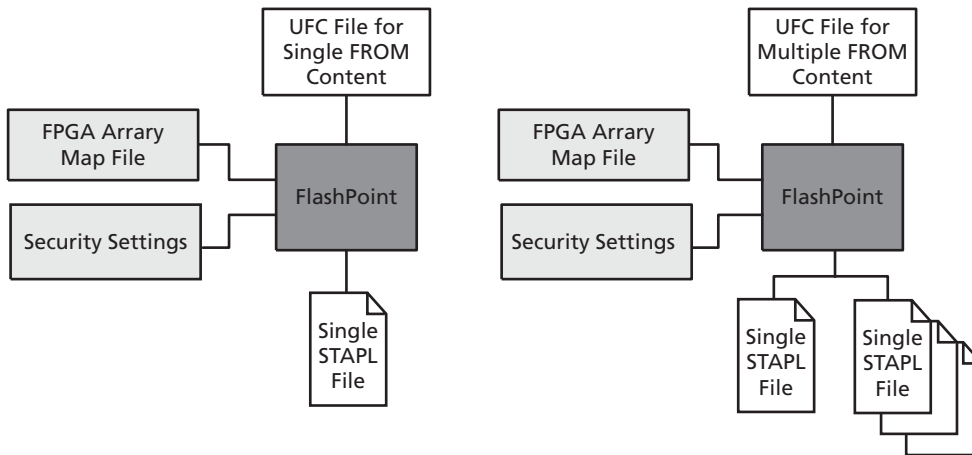 UFC File for
Single FROM
Content
FPGA Arrary
Map File
FlashPoint
Security Settings
Single
STAPL
File
UFC File for
Multiple FROM
Content
FPGA Arrary
Map File
FlashPoint
Security Settings
Single
STAPL
File
Single
STAPL
File